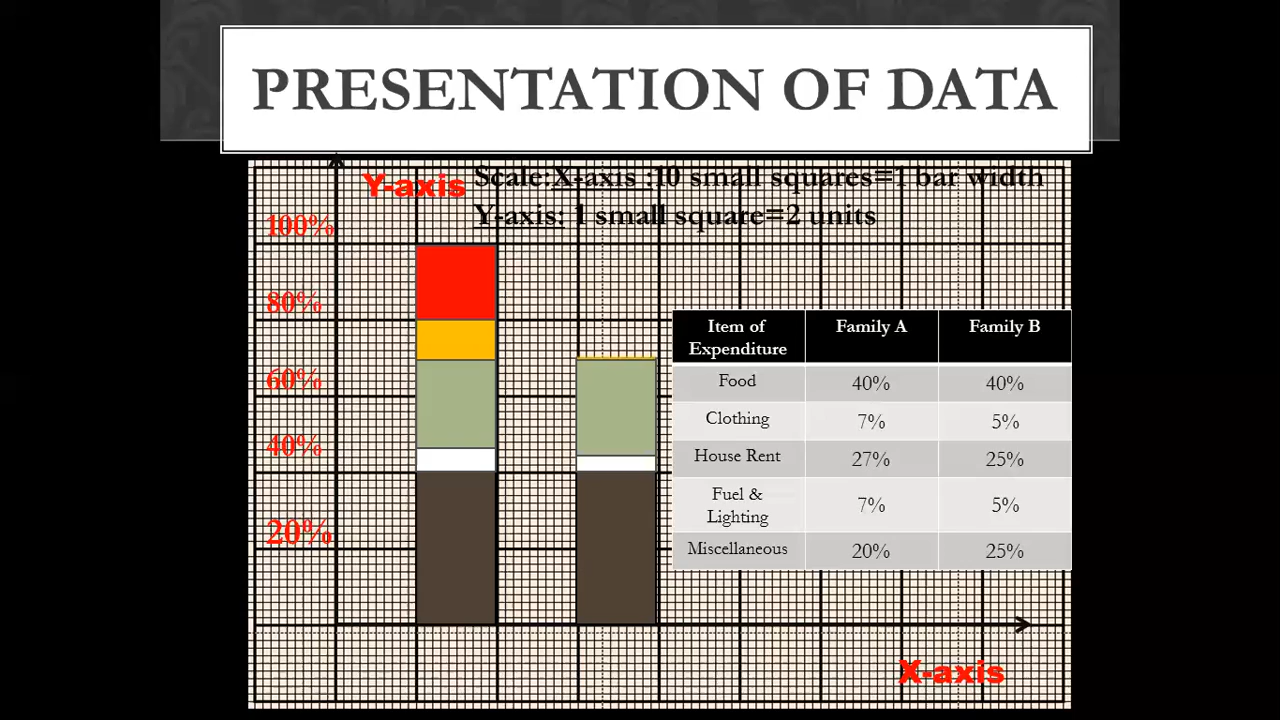 PRESENTATION OF DATA
Y-axis
Scale:X-axis :10 small squares=1 bar width
Y-axis: 1 small square=2 units
100%
80%
60%
40%
20%
Item of Expenditure Family A Family B
Food 40% 40%
Clothing 7% 5%
House Rent 27% 25%
Fuel & Lighting 7% 5%
Miscellaneous 20% 25%
X-axis